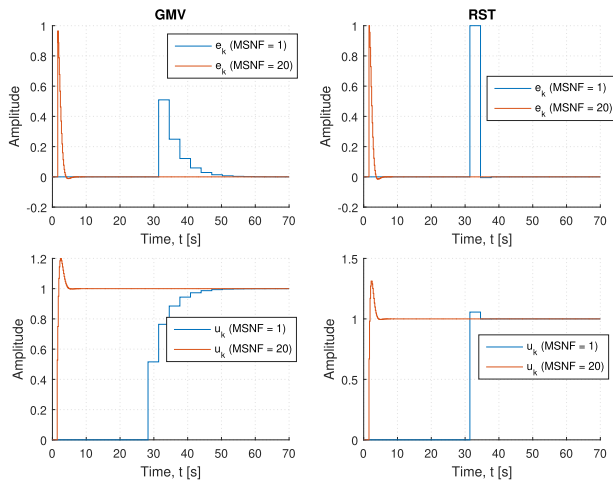 GMV
1
0.8
0.6
0.4
0.2
0
-0.2
Amplitude
e_k (MSNF = 1)
e_k (MSNF = 20)
0 10 20 30 40 50 60 70
Time, t [s]
RST
1
0.8
0.6
0.4
0.2
0
-0.2
Amplitude
e_k (MSNF = 1)
e_k (MSNF = 20)
0 10 20 30 40 50 60 70
Time, t [s]
1.2
1
0.8
0.6
0.4
0.2
0
Amplitude
u_k (MSNF = 1)
u_k (MSNF = 20)
0 10 20 30 40 50 60 70
Time, t [s]
1.5
1
0.5
0
Amplitude
u_k (MSNF = 1)
u_k (MSNF = 20)
0 10 20 30 40 50 60 70
Time, t [s]